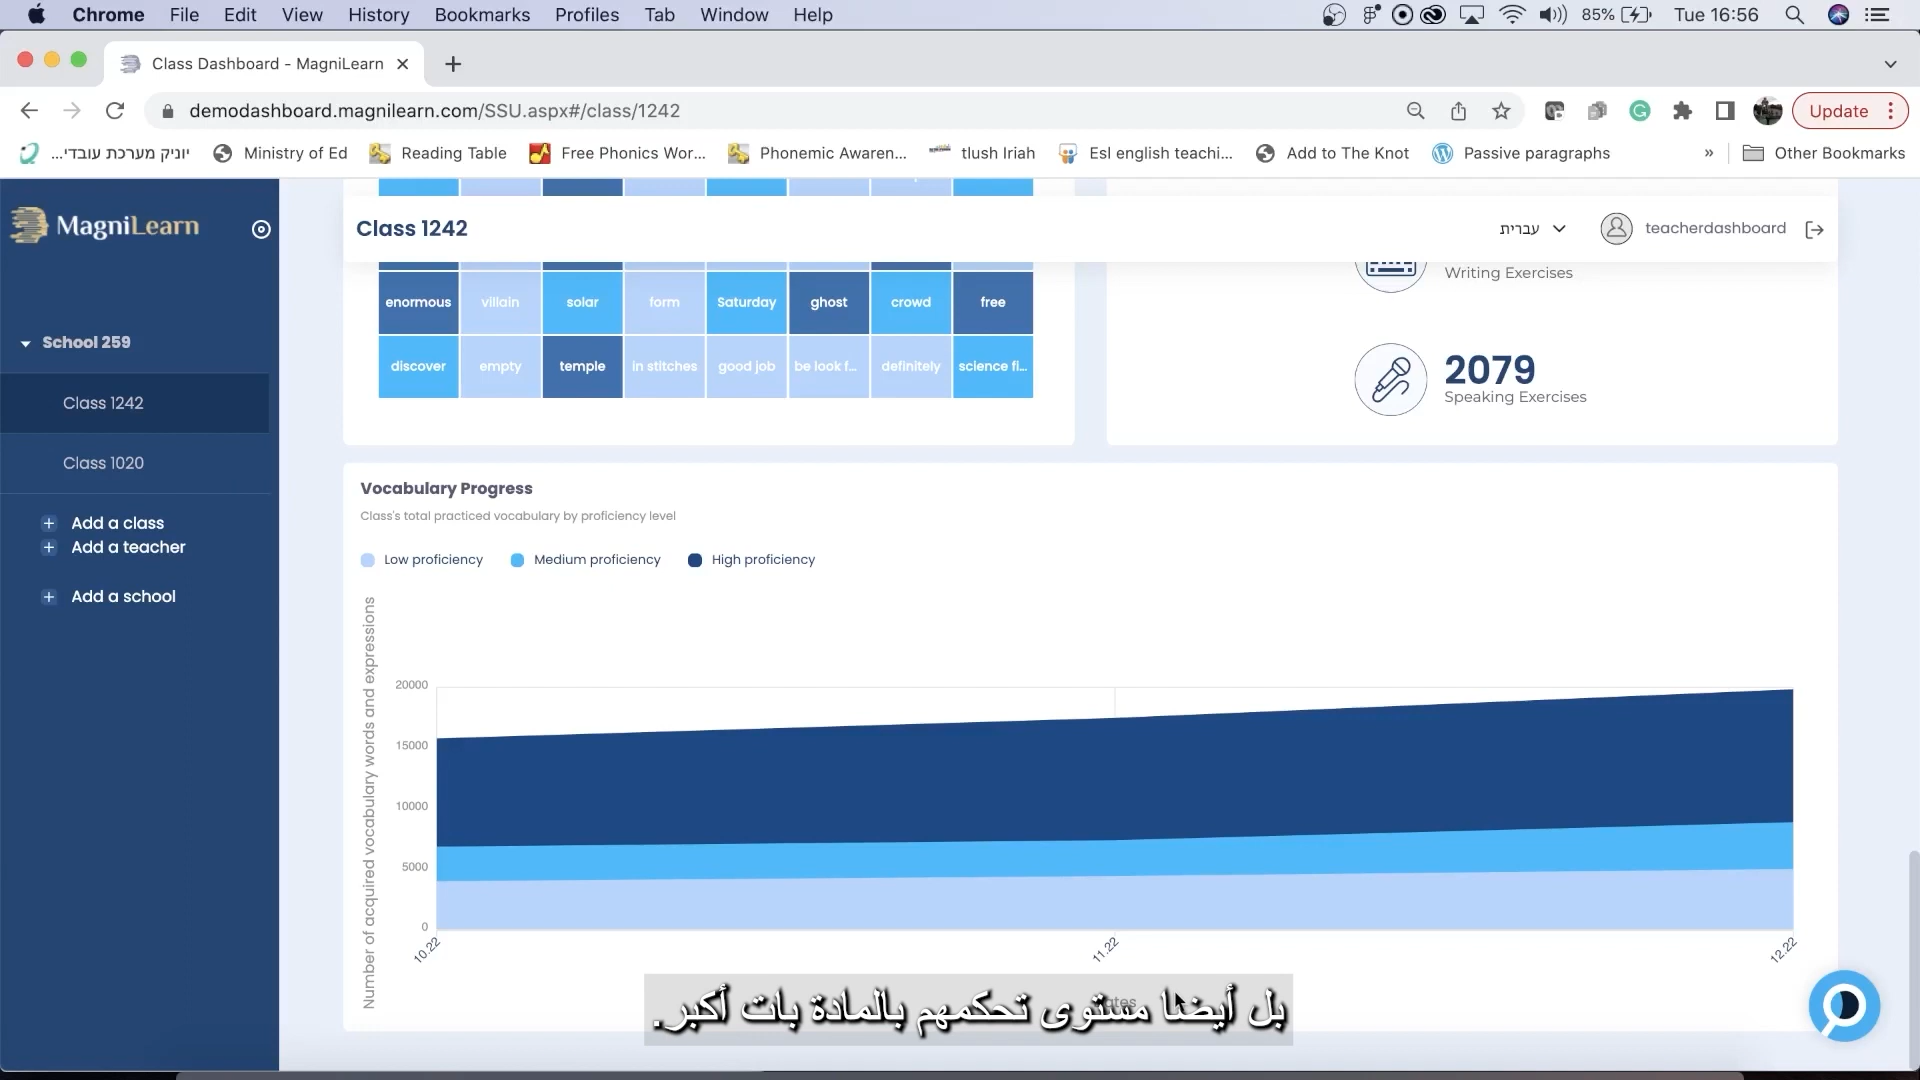 Chrome File Edit View History Bookmarks Profiles Tab Window Help 85% Tue 16:56
Class Dashboard - MagniLearn
demodashboard.magnilearn.com/SSU.aspx#/class/1242 Update
יוניק מערכת עובדי... Ministry of Ed Reading Table Free Phonics Wor... Phonemic Awaren... tlush Iriah Esl english teachi... Add to The Knot Passive paragraphs » Other Bookmarks
MagniLearn
Class 1242 עברית teacherdashboard
School 259
Class 1242
Class 1020
+ Add a class
+ Add a teacher
+ Add a school
enormous villain solar form Saturday ghost crowd free
discover empty temple in stitches good job be look f... definitely science fi...
Writing Exercises
2079
Speaking Exercises
Vocabulary Progress
Class's total practiced vocabulary by proficiency level
Low proficiency Medium proficiency High proficiency
Number of acquired vocabulary words and expressions
20000
15000
10000
5000
0
10.22 11.22 12.22
بل أيضا مستوى تحكمهم بالمادة بات أكبر.